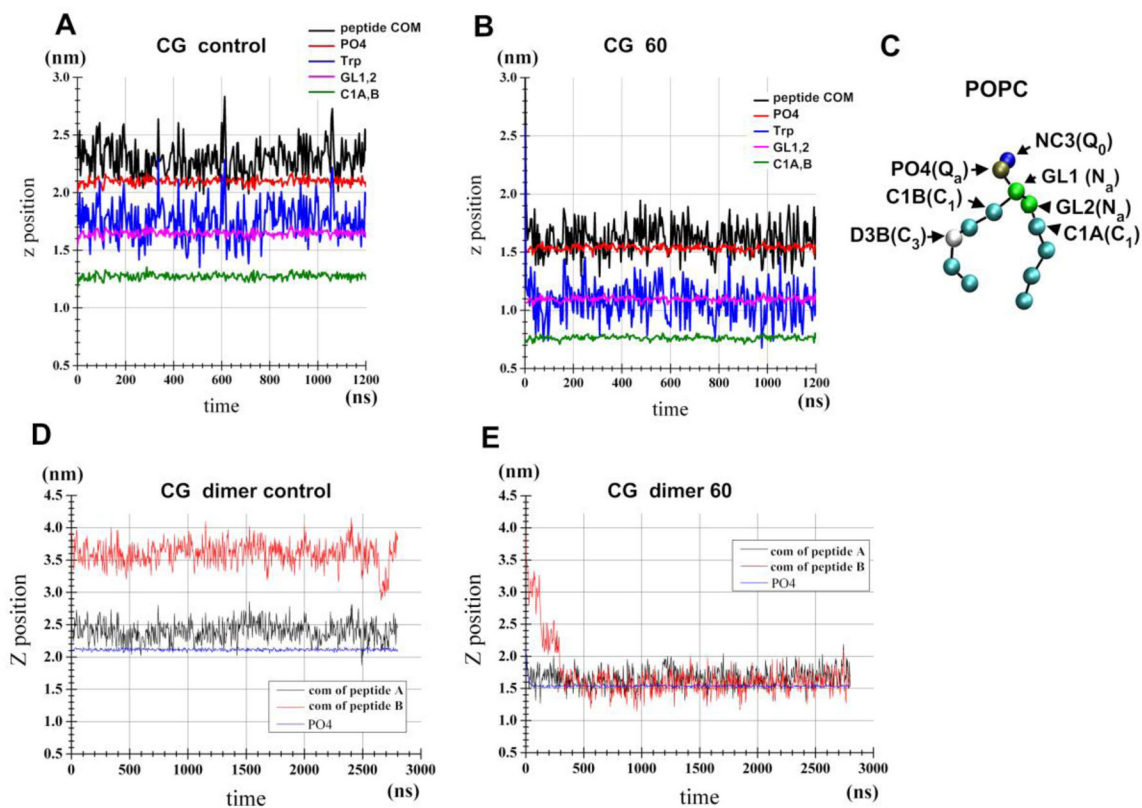 A
CG control
(nm)
peptide COM
PO4
Trp
GL1,2
C1A,B
3.0
2.5
2.0
1.5
1.0
0.5
z position
0 200 400 600 800 1000 1200
time
(ns)
B
CG 60
(nm)
peptide COM
PO4
Trp
GL1,2
C1A,B
3.0
2.5
2.0
1.5
1.0
0.5
z position
0 200 400 600 800 1000 1200
time
(ns)
C
POPC
NC3(Q0)
PO4(Qa)
GL1 (Na)
C1B(C1)
GL2(Na)
D3B(C3)
C1A(C1)
D
(nm)
CG dimer control
4.5
4.0
3.5
3.0
2.5
2.0
1.5
1.0
0.5
Z position
com of peptide A
com of peptide B
PO4
0 500 1000 1500 2000 2500 3000
time
(ns)
E
(nm)
CG dimer 60
4.5
4.0
3.5
3.0
2.5
2.0
1.5
1.0
0.5
Z position
com of peptide A
com of peptide B
PO4
0 500 1000 1500 2000 2500 3000
time
(ns)